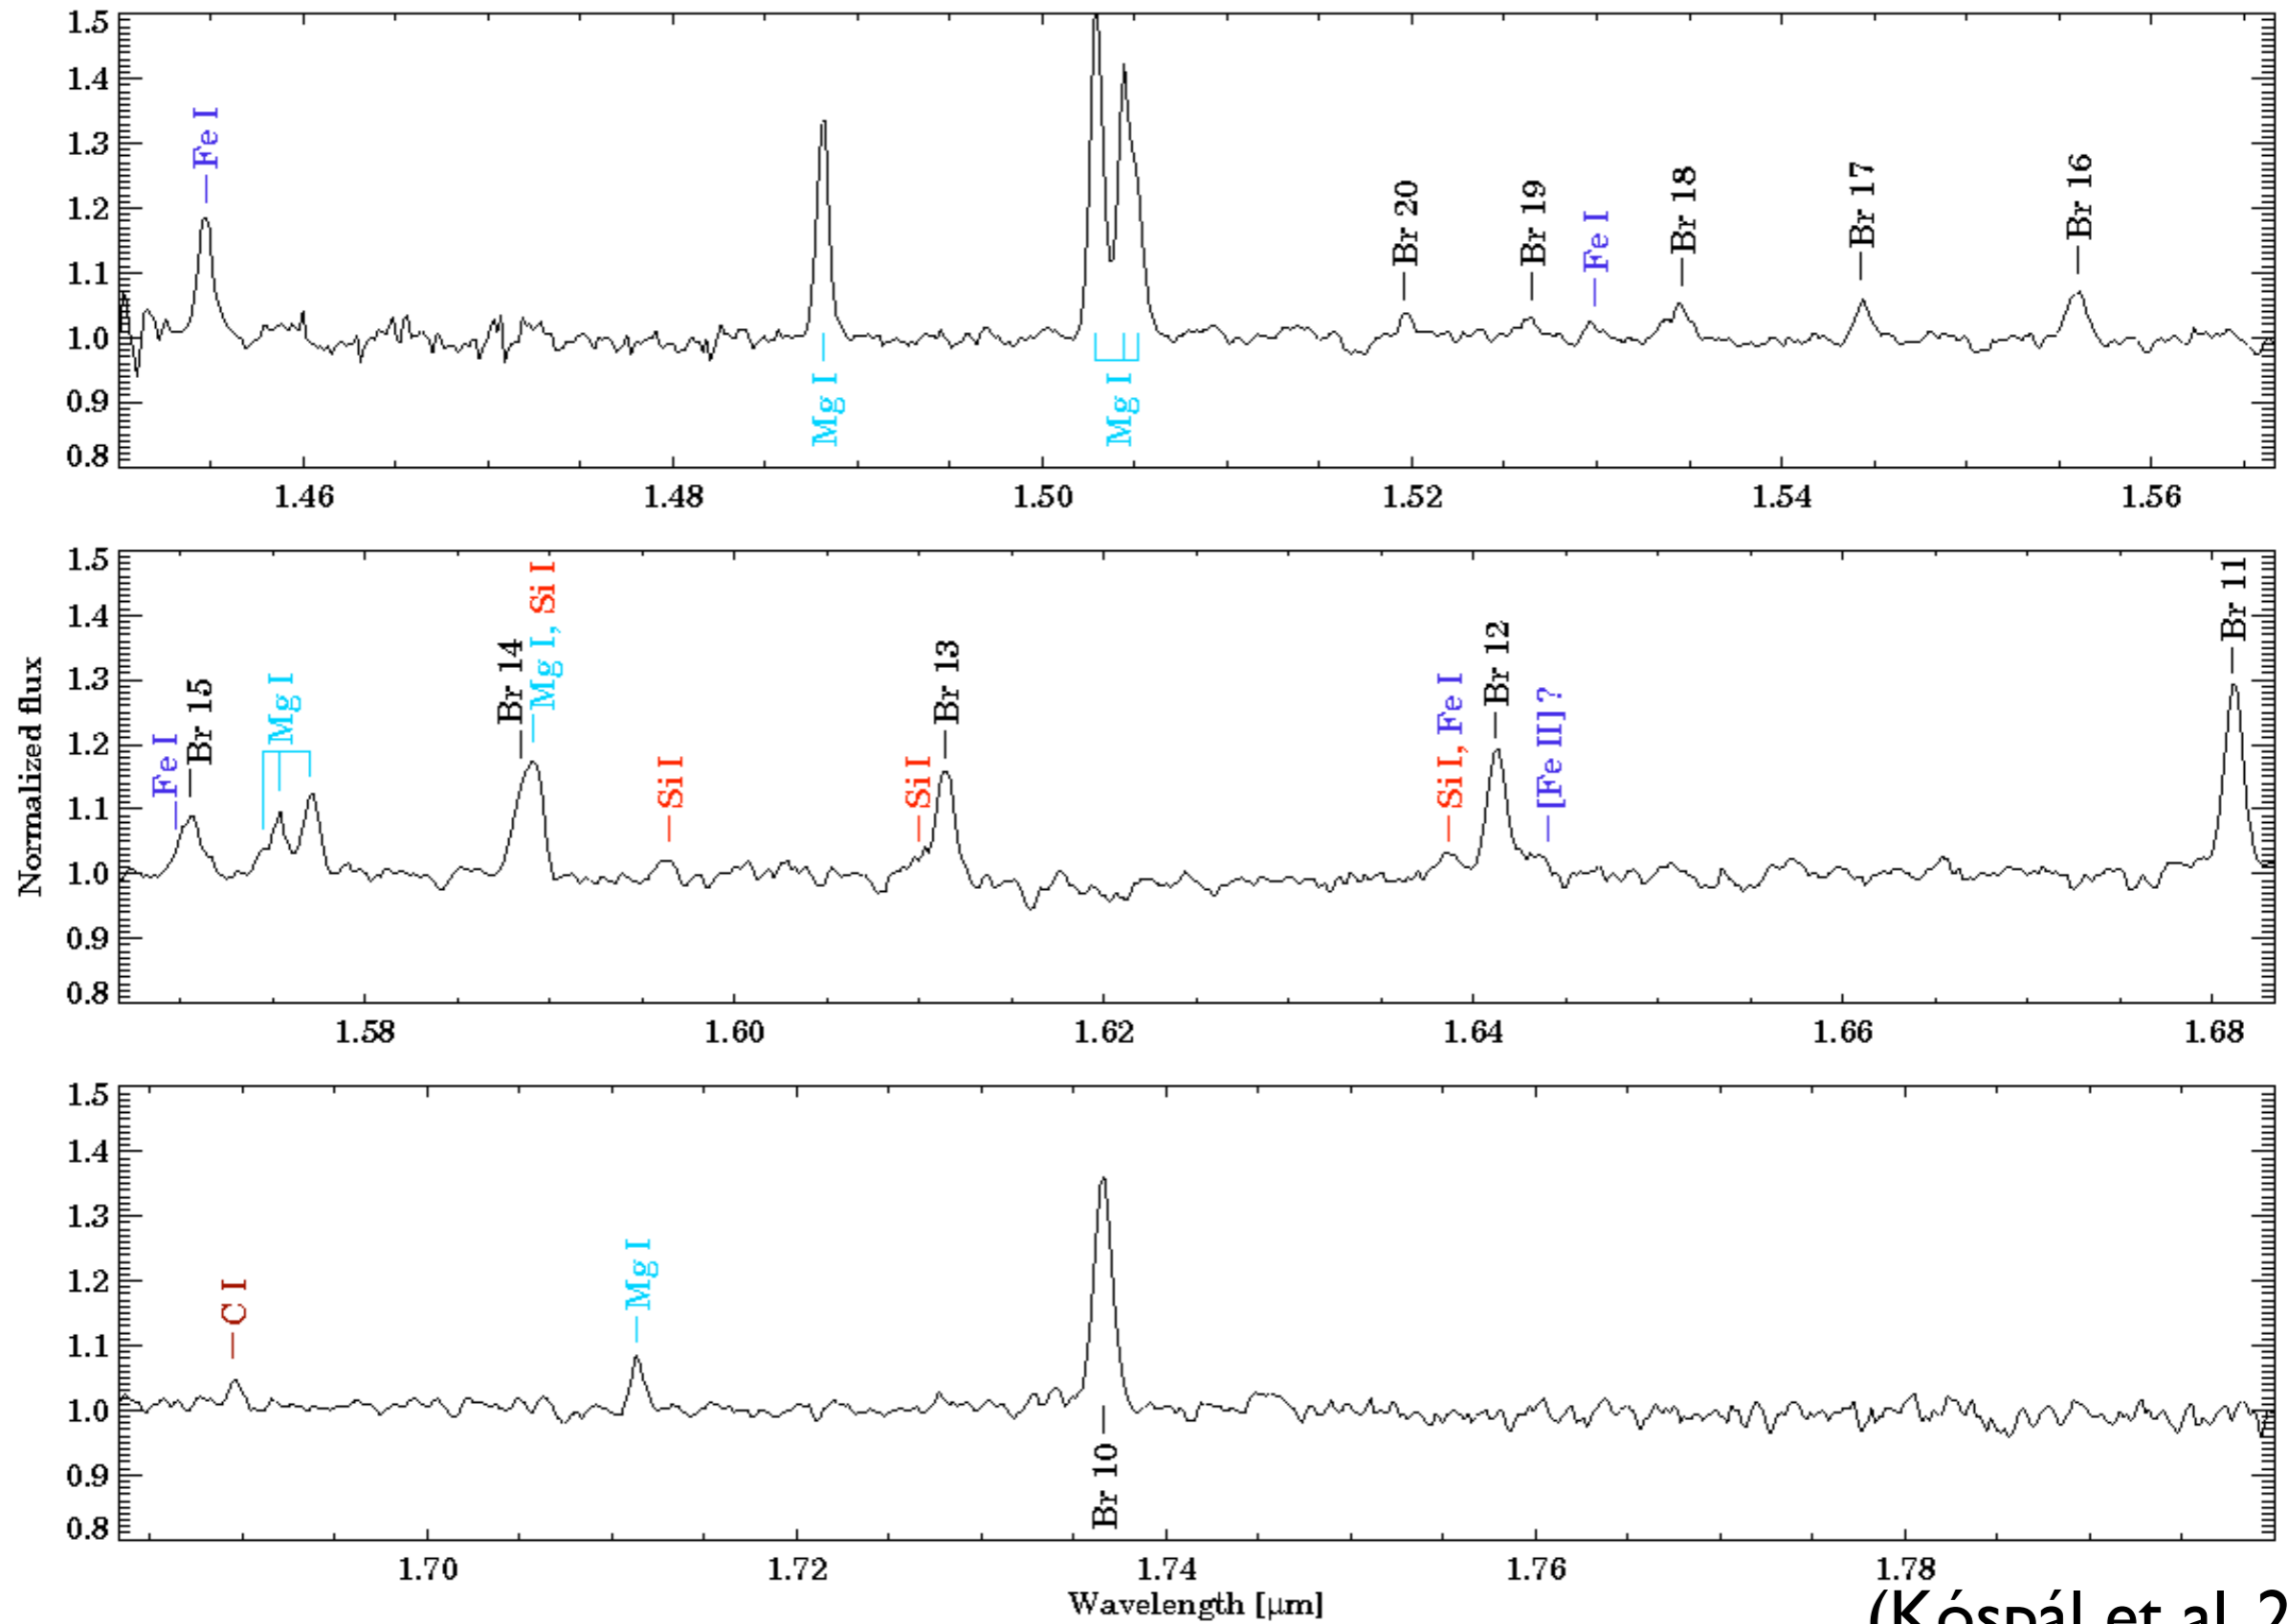 1.5
1.4
1.3
1.2
1.1
1.0
0.9
0.8
Fe I
Mg I
Mg I
Br 20
Br 19
Fe I
Br 18
Br 17
Br 16
1.46 1.48 1.50 1.52 1.54 1.56
Normalized flux
1.5
1.4
1.3
1.2
1.1
1.0
0.9
0.8
Fe I
Br 15
Mg I
Br 14
Mg I, Si I
Si I
Si I
Br 13
Si I, Fe I
Br 12
[Fe II]?
Br 11
1.58 1.60 1.62 1.64 1.66 1.68
1.5
1.4
1.3
1.2
1.1
1.0
0.9
0.8
C I
Mg I
Br 10
1.70 1.72 1.74 1.76 1.78
Wavelength [μm]
(Kóspál et al. 2